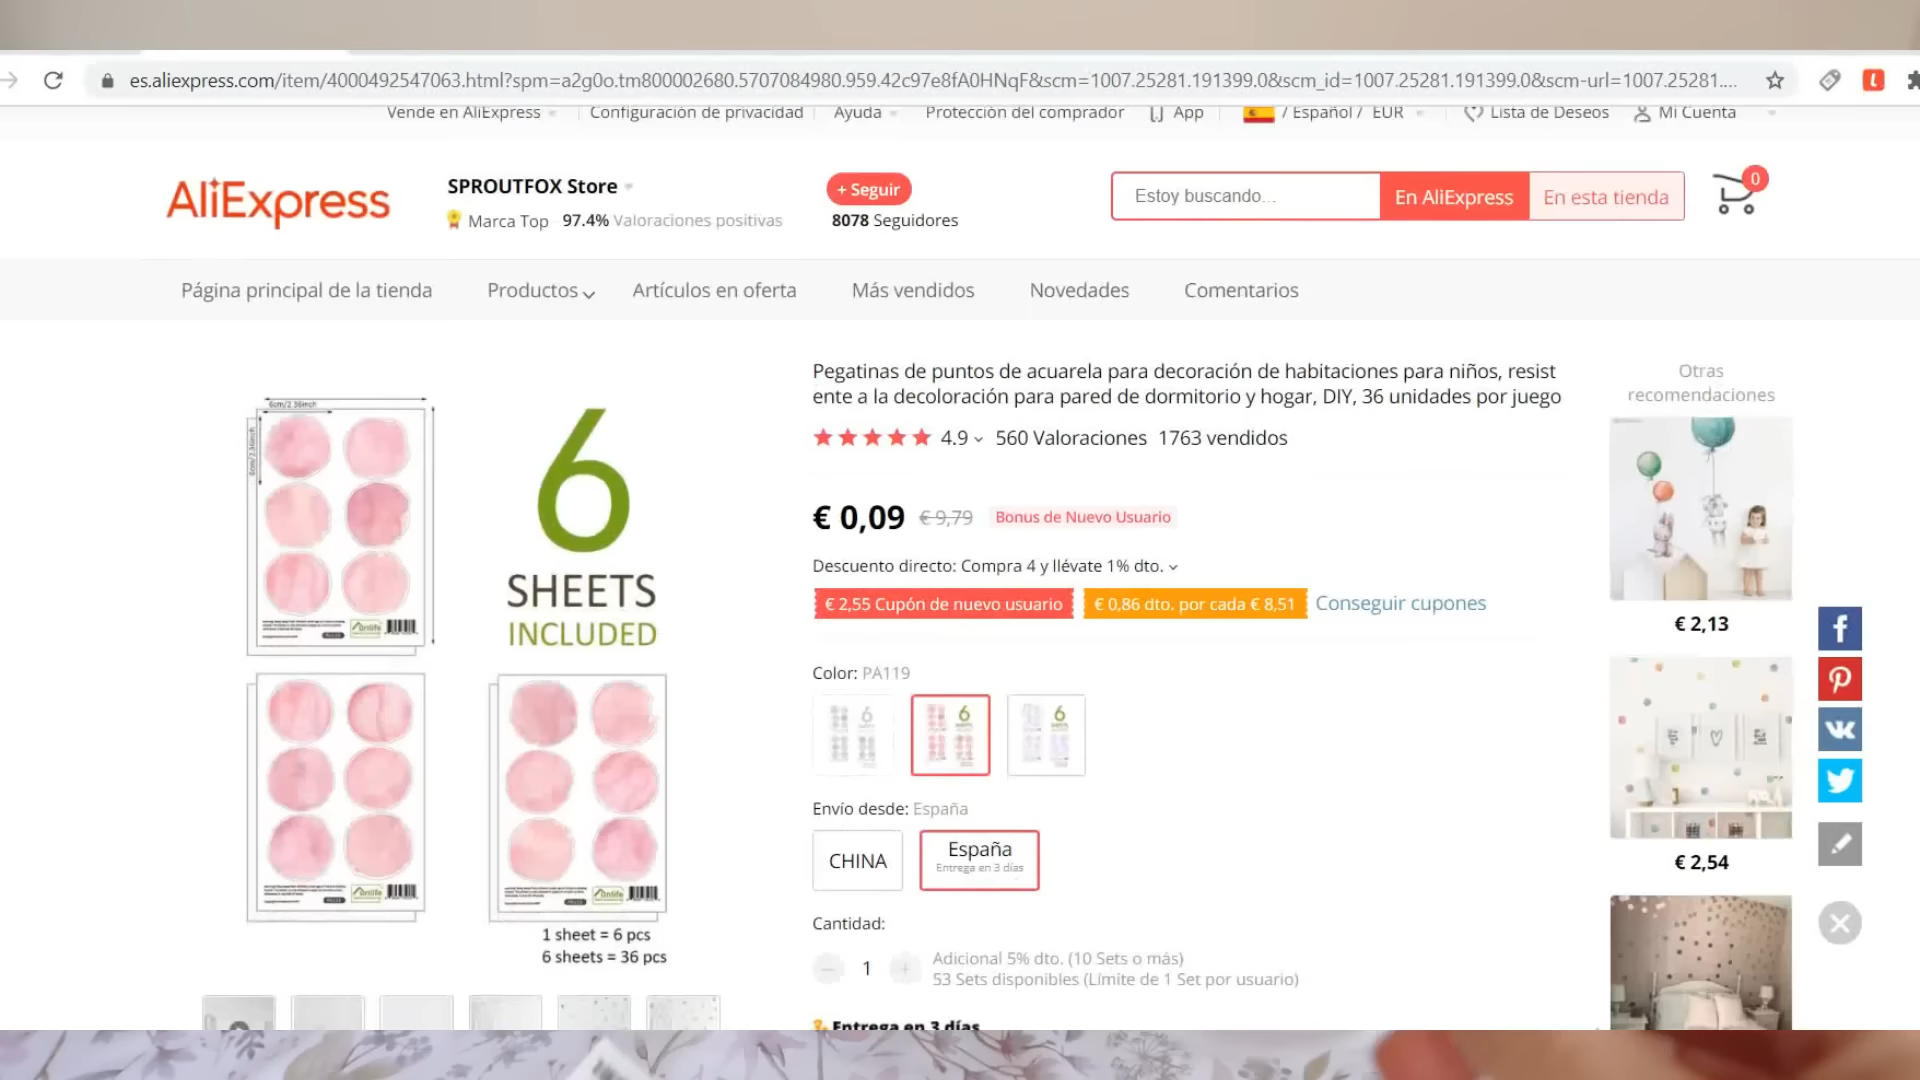 es.aliexpress.com/item/4000492547063.html?spm=a2g0o.tm800002680.5707084980.959.42c97e8fA0HNqF&scm=1007.25281.191399.0&scm_id=1007.25281.191399.0&scm-url=1007.25281....
Vende en AliExpress
Configuración de privacidad
Ayuda
Protección del comprador
App
/ Español / EUR
Lista de Deseos
Mi Cuenta
AliExpress
SPROUTFOX Store
Marca Top 97.4% Valoraciones positivas
+ Seguir
8078 Seguidores
Estoy buscando...
En AliExpress
En esta tienda
0
Página principal de la tienda
Productos
Artículos en oferta
Más vendidos
Novedades
Comentarios
6cm/2.36inch
6cm/2.36inch
6
SHEETS
INCLUDED
1 sheet = 6 pcs
6 sheets = 36 pcs
Pegatinas de puntos de acuarela para decoración de habitaciones para niños, resist
ente a la decoloración para pared de dormitorio y hogar, DIY, 36 unidades por juego
4.9 560 Valoraciones 1763 vendidos
€ 0,09 € 9,79 Bonus de Nuevo Usuario
Descuento directo: Compra 4 y llévate 1% dto.
€ 2,55 Cupón de nuevo usuario
€ 0,86 dto. por cada € 8,51
Conseguir cupones
Color: PA119
Envío desde: España
CHINA
España
Entrega en 3 días
Cantidad:
1
Adicional 5% dto. (10 Sets o más)
53 Sets disponibles (Límite de 1 Set por usuario)
Entrega en 3 días
Otras
recomendaciones
€ 2,13
€ 2,54